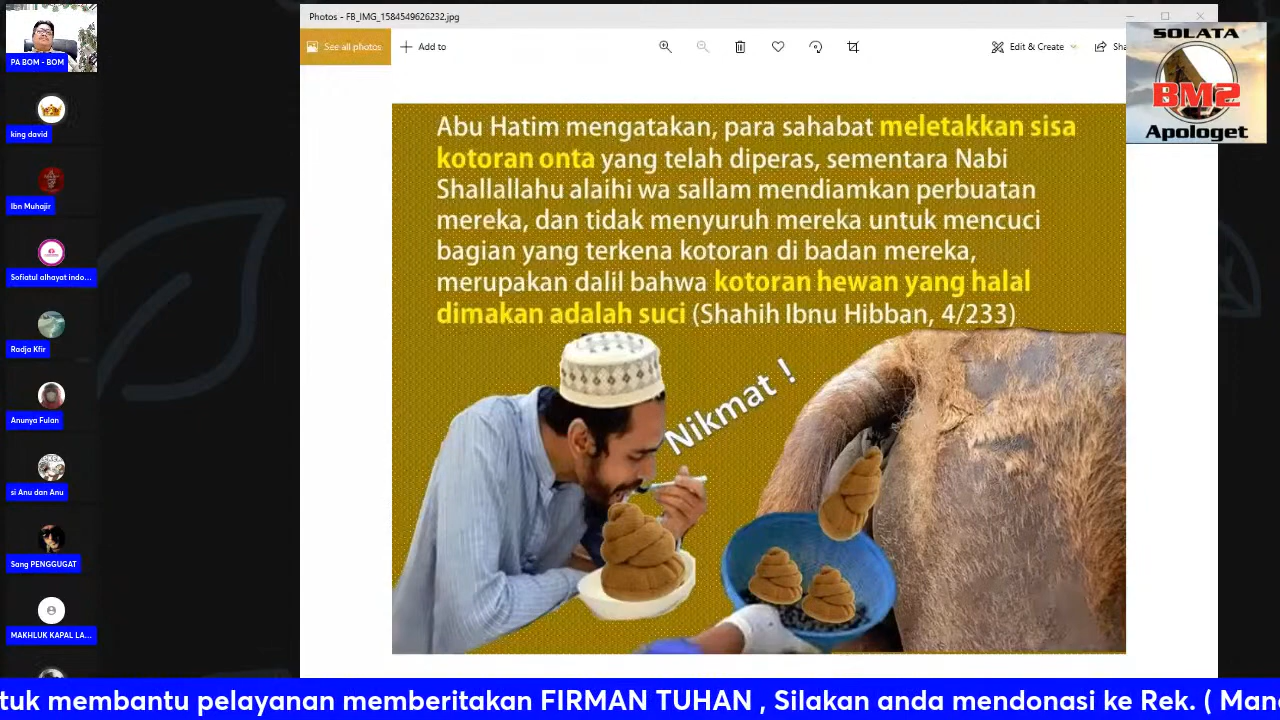 Photos - FB_IMG_1584549626232.jpg
See all photos
Add to
Edit & Create
SOLATA
BM2
Apologet
PA BOM - BOM
king david
Ibn Muhajir
Sofiatul alhayat indo...
Radja Kfir
Anunya Fulan
si Anu dan Anu
Sang PENGGUGAT
MAKHLUK KAPAL LA...
Abu Hatim mengatakan, para sahabat meletakkan sisa
kotoran onta yang telah diperas, sementara Nabi
Shallallahu alaihi wa sallam mendiamkan perbuatan
mereka, dan tidak menyuruh mereka untuk mencuci
bagian yang terkena kotoran di badan mereka,
merupakan dalil bahwa kotoran hewan yang halal
dimakan adalah suci (Shahih Ibnu Hibban, 4/233)
Nikmat !
tuk membantu pelayanan memberitakan FIRMAN TUHAN , Silakan anda mendonasi ke Rek. (